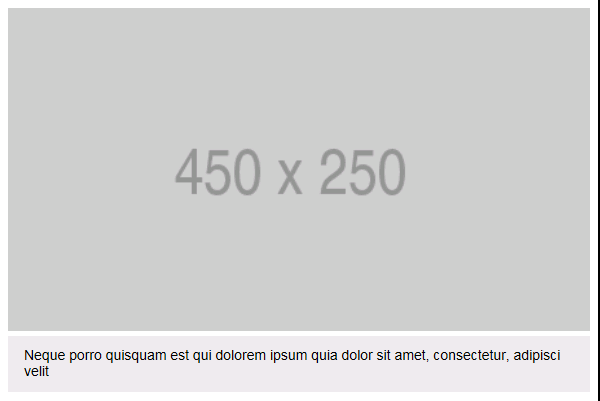 450 x 250
Neque porro quisquam est qui dolorem ipsum quia dolor sit amet, consectetur, adipisci
velit